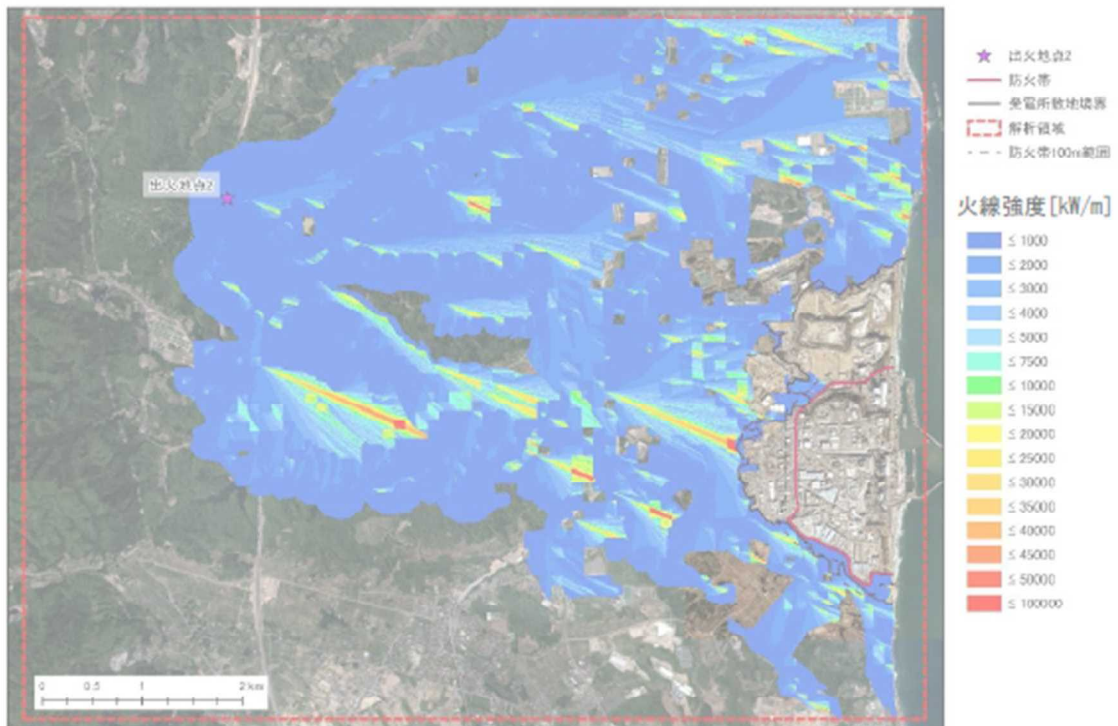 出火地点2
0 0.5 1 2 km
出火地点2
防火帯
発電所敷地境界
解析領域
防火帯100m範囲
火線強度[kW/m]
≤ 1000
≤ 2000
≤ 3000
≤ 4000
≤ 5000
≤ 7500
≤ 10000
≤ 15000
≤ 20000
≤ 25000
≤ 30000
≤ 35000
≤ 40000
≤ 45000
≤ 50000
≤ 100000